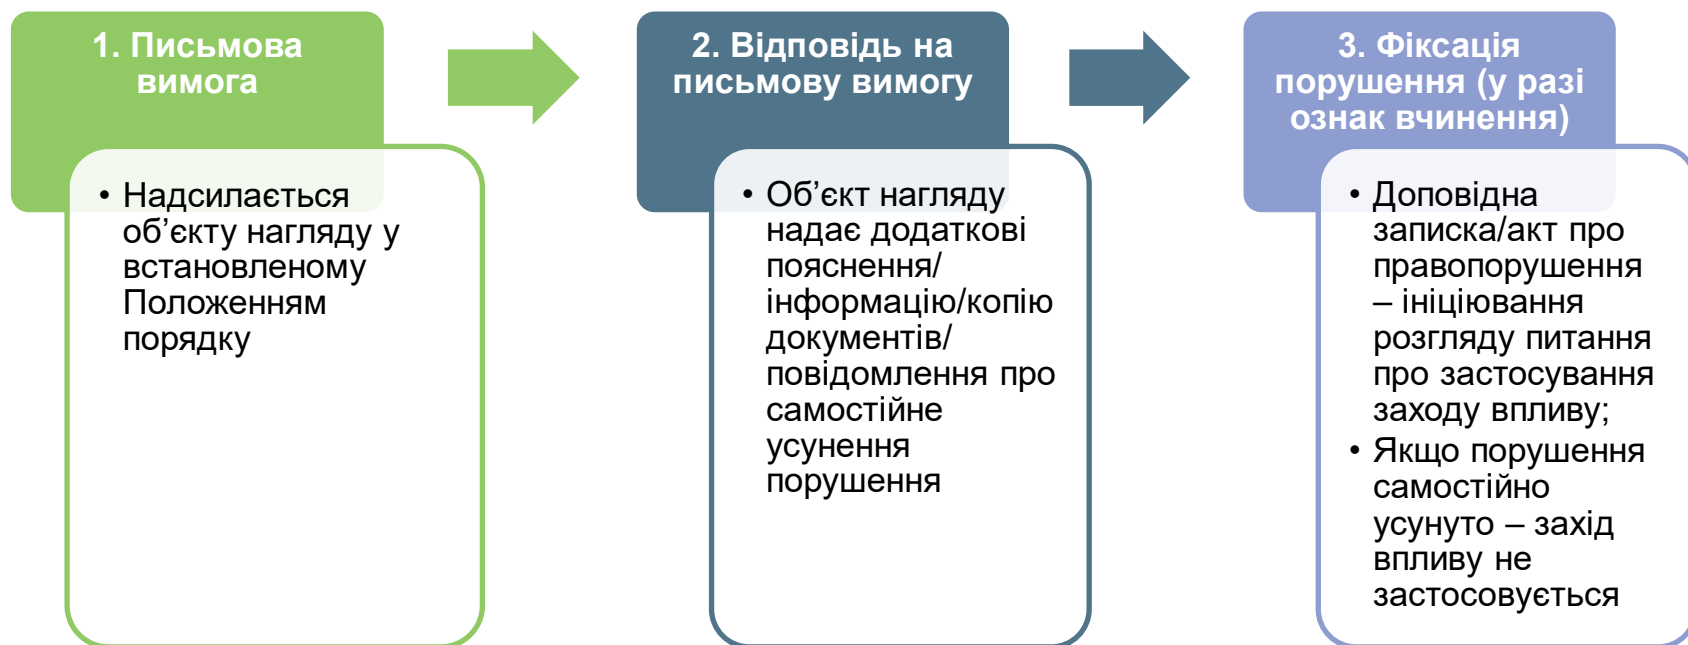 1. Письмова
вимога
• Надсилається
об’єкту нагляду у
встановленому
Положенням
порядку
2. Відповідь на
письмову вимогу
• Об’єкт нагляду
надає додаткові
пояснення/
інформацію/копію
документів/
повідомлення про
самостійне
усунення
порушення
3. Фіксація
порушення (у разі
ознак вчинення)
• Доповідна
записка/акт про
правопорушення
– ініціювання
розгляду питання
про застосування
заходу впливу;
• Якщо порушення
самостійно
усунуто – захід
впливу не
застосовується